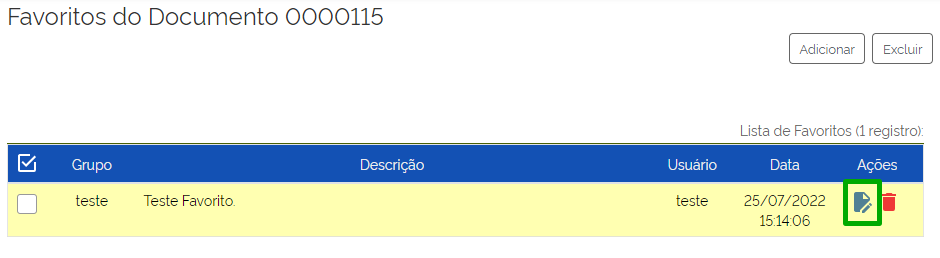 Favoritos do Documento 0000115
Adicionar Excluir
Lista de Favoritos (1 registro):
Grupo Descrição Usuário Data Ações
teste Teste Favorito. teste 25/07/2022
15:14:06